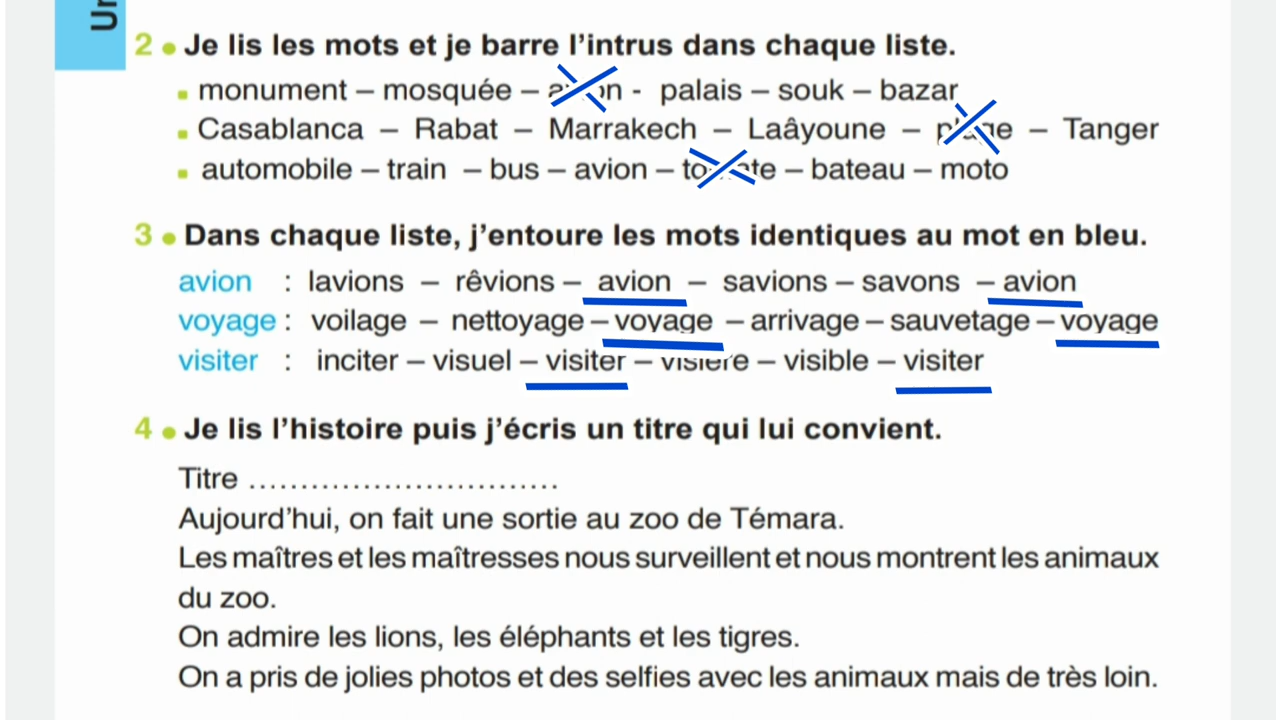 Un
2 • Je lis les mots et je barre l'intrus dans chaque liste.
▪ monument – mosquée – avion - palais – souk – bazar
▪ Casablanca – Rabat – Marrakech – Laâyoune – plage – Tanger
▪ automobile – train – bus – avion – tomate – bateau – moto
3 • Dans chaque liste, j'entoure les mots identiques au mot en bleu.
avion : lavions – rêvions – avion – savions – savons – avion
voyage : voilage – nettoyage – voyage – arrivage – sauvetage – voyage
visiter : inciter – visuel – visiter – visière – visible – visiter
4 • Je lis l'histoire puis j'écris un titre qui lui convient.
Titre ..............................
Aujourd'hui, on fait une sortie au zoo de Témara.
Les maîtres et les maîtresses nous surveillent et nous montrent les animaux
du zoo.
On admire les lions, les éléphants et les tigres.
On a pris de jolies photos et des selfies avec les animaux mais de très loin.